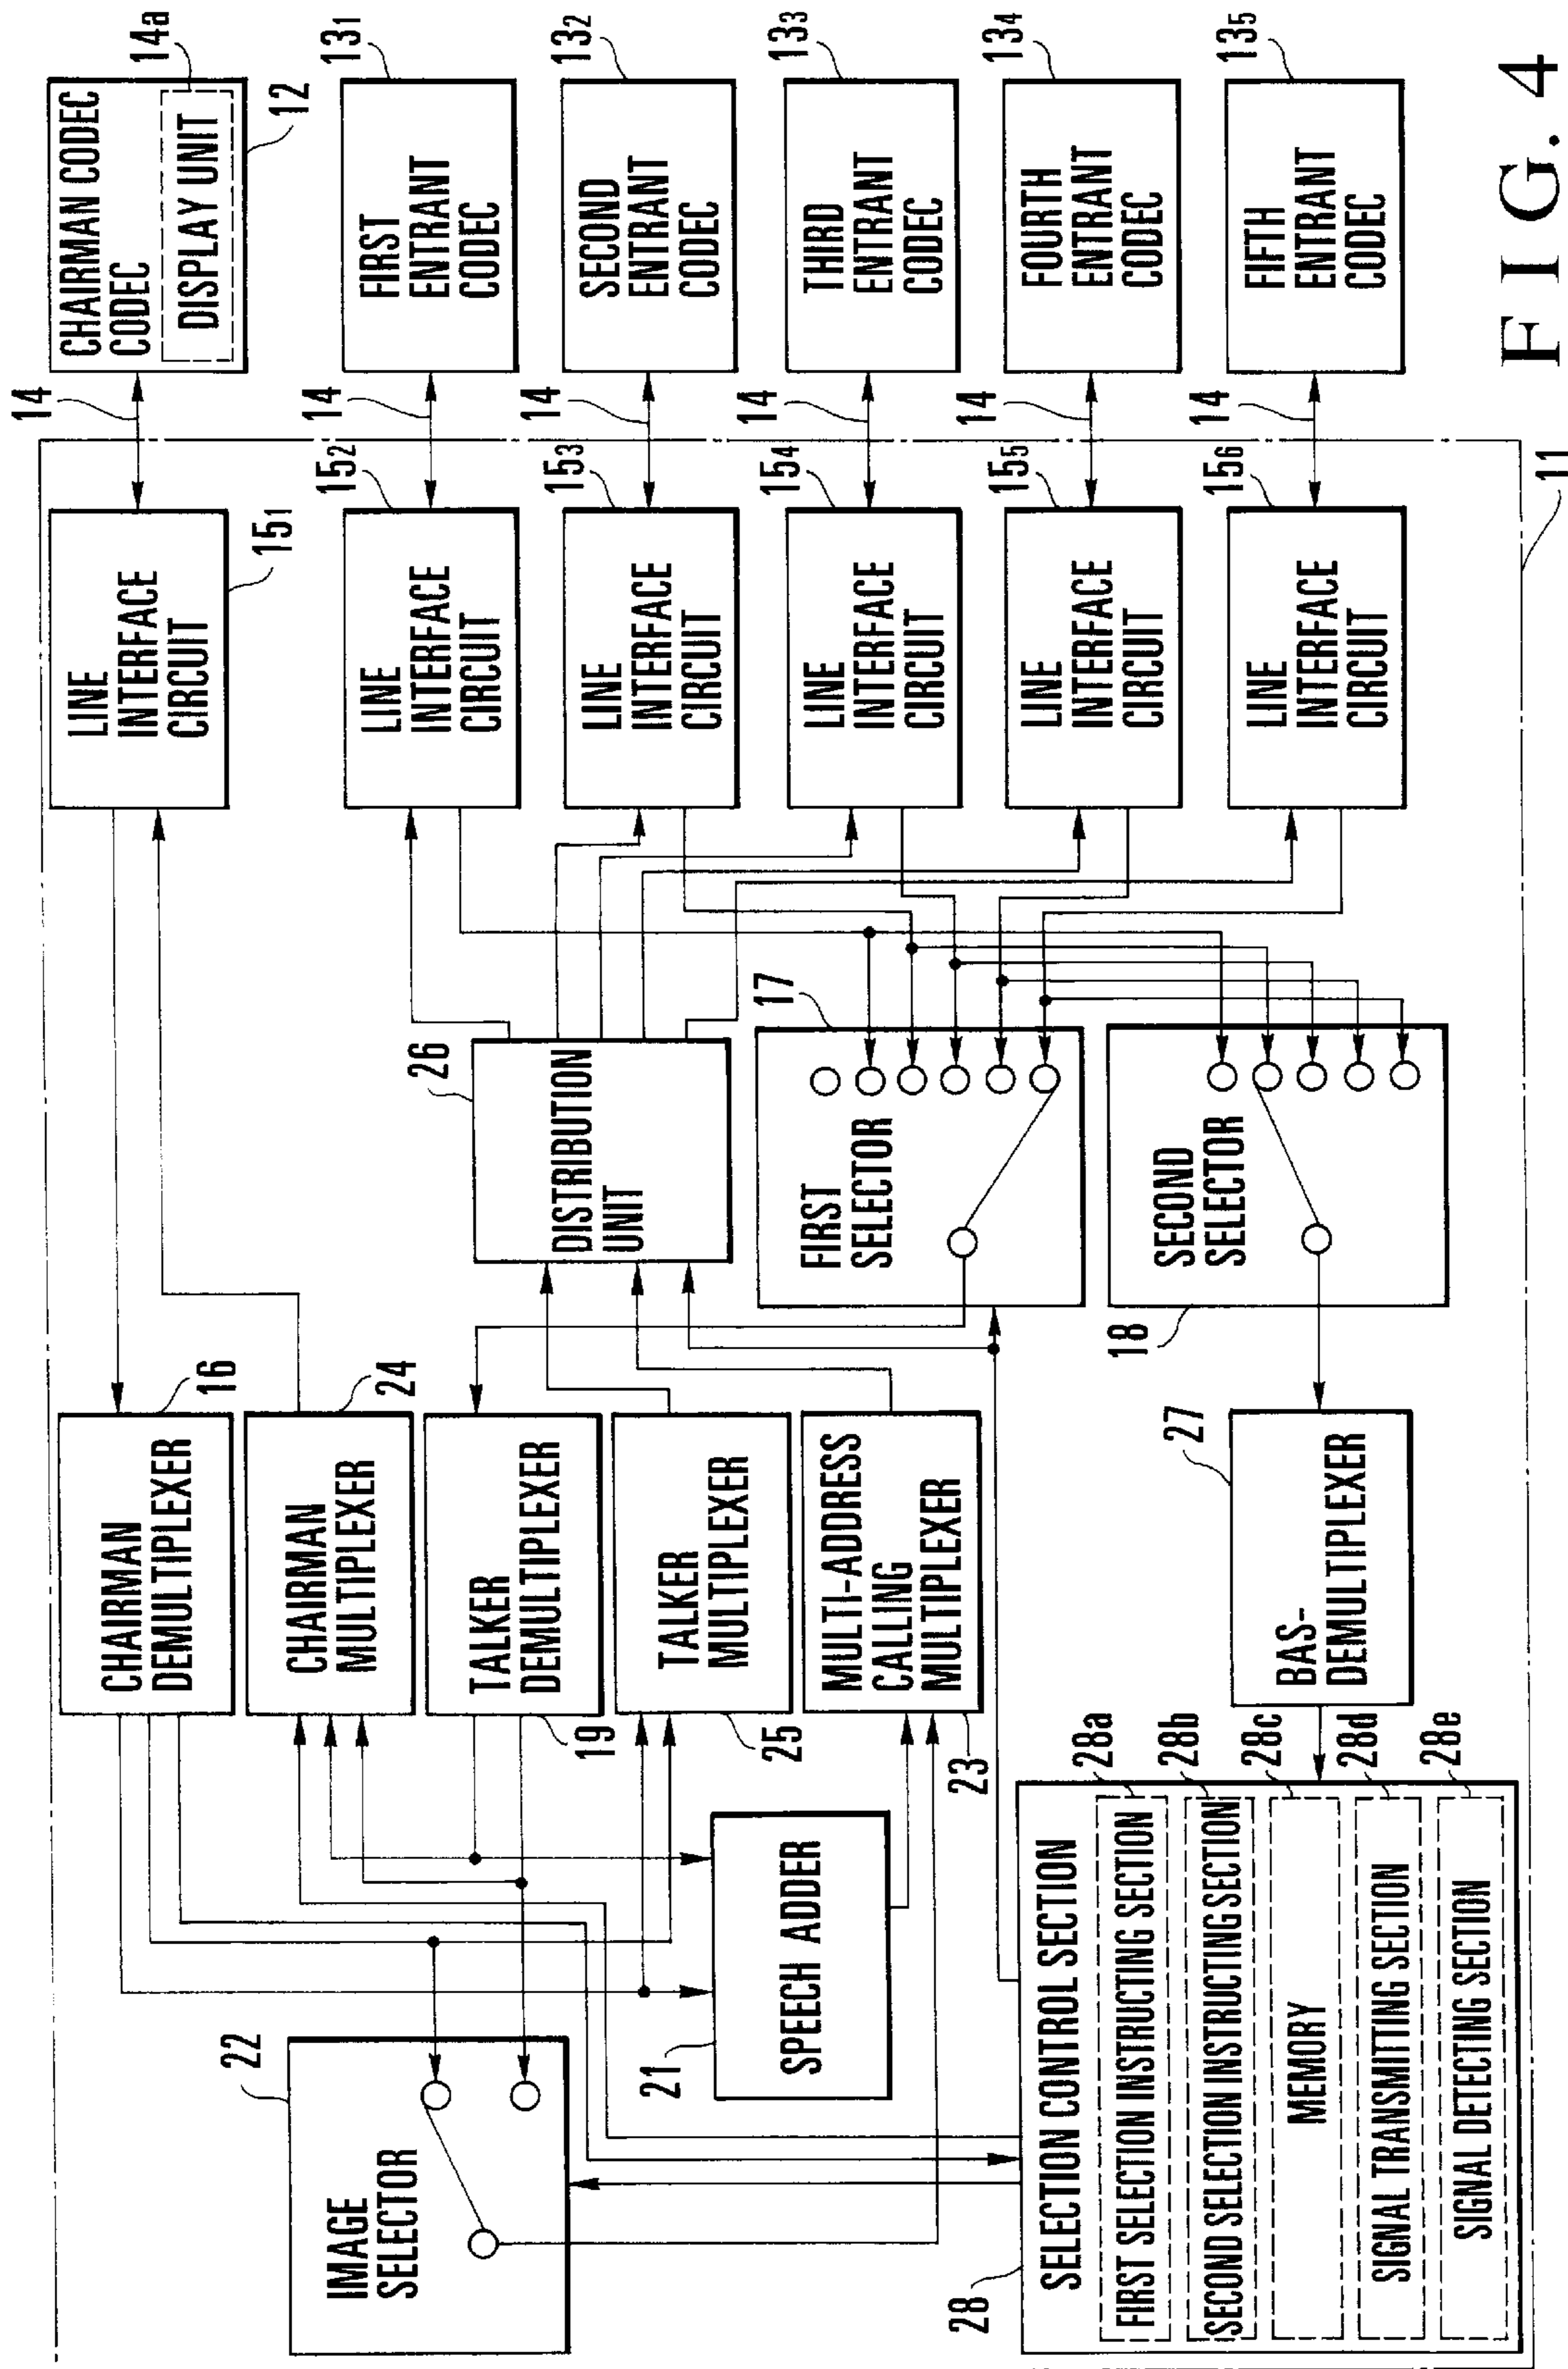 CHAIRMAN CODEC
CODEC
DISPLAY UNIT
14a
12
14
FIRST
ENTRANT
CODEC
13₁
14
SECOND
ENTRANT
CODEC
13₂
14
THIRD
ENTRANT
CODEC
13₃
14
FOURTH
ENTRANT
CODEC
13₄
14
FIFTH
ENTRANT
CODEC
13₅
14
LINE
INTERFACE
CIRCUIT
15₁
LINE
INTERFACE
CIRCUIT
15₂
LINE
INTERFACE
CIRCUIT
15₃
LINE
INTERFACE
CIRCUIT
15₄
LINE
INTERFACE
CIRCUIT
15₅
LINE
INTERFACE
CIRCUIT
15₆
11
DISTRIBUTION
UNIT
26
FIRST
SELECTOR
17
SECOND
SELECTOR
18
CHAIRMAN
DEMULTIPLEXER
16
CHAIRMAN
MULTIPLEXER
24
TALKER
DEMULTIPLEXER
19
TALKER
MULTIPLEXER
25
MULTI-ADDRESS
CALLING
MULTIPLEXER
23
BAS-
DEMULTIPLEXER
27
IMAGE
SELECTOR
22
SPEECH ADDER
21
SELECTION CONTROL SECTION
28
FIRST SELECTION INSTRUCTING SECTION
28a
SECOND SELECTION INSTRUCTING SECTION
28b
MEMORY
28c
SIGNAL TRANSMITTING SECTION
28d
SIGNAL DETECTING SECTION
28e
FIG. 4